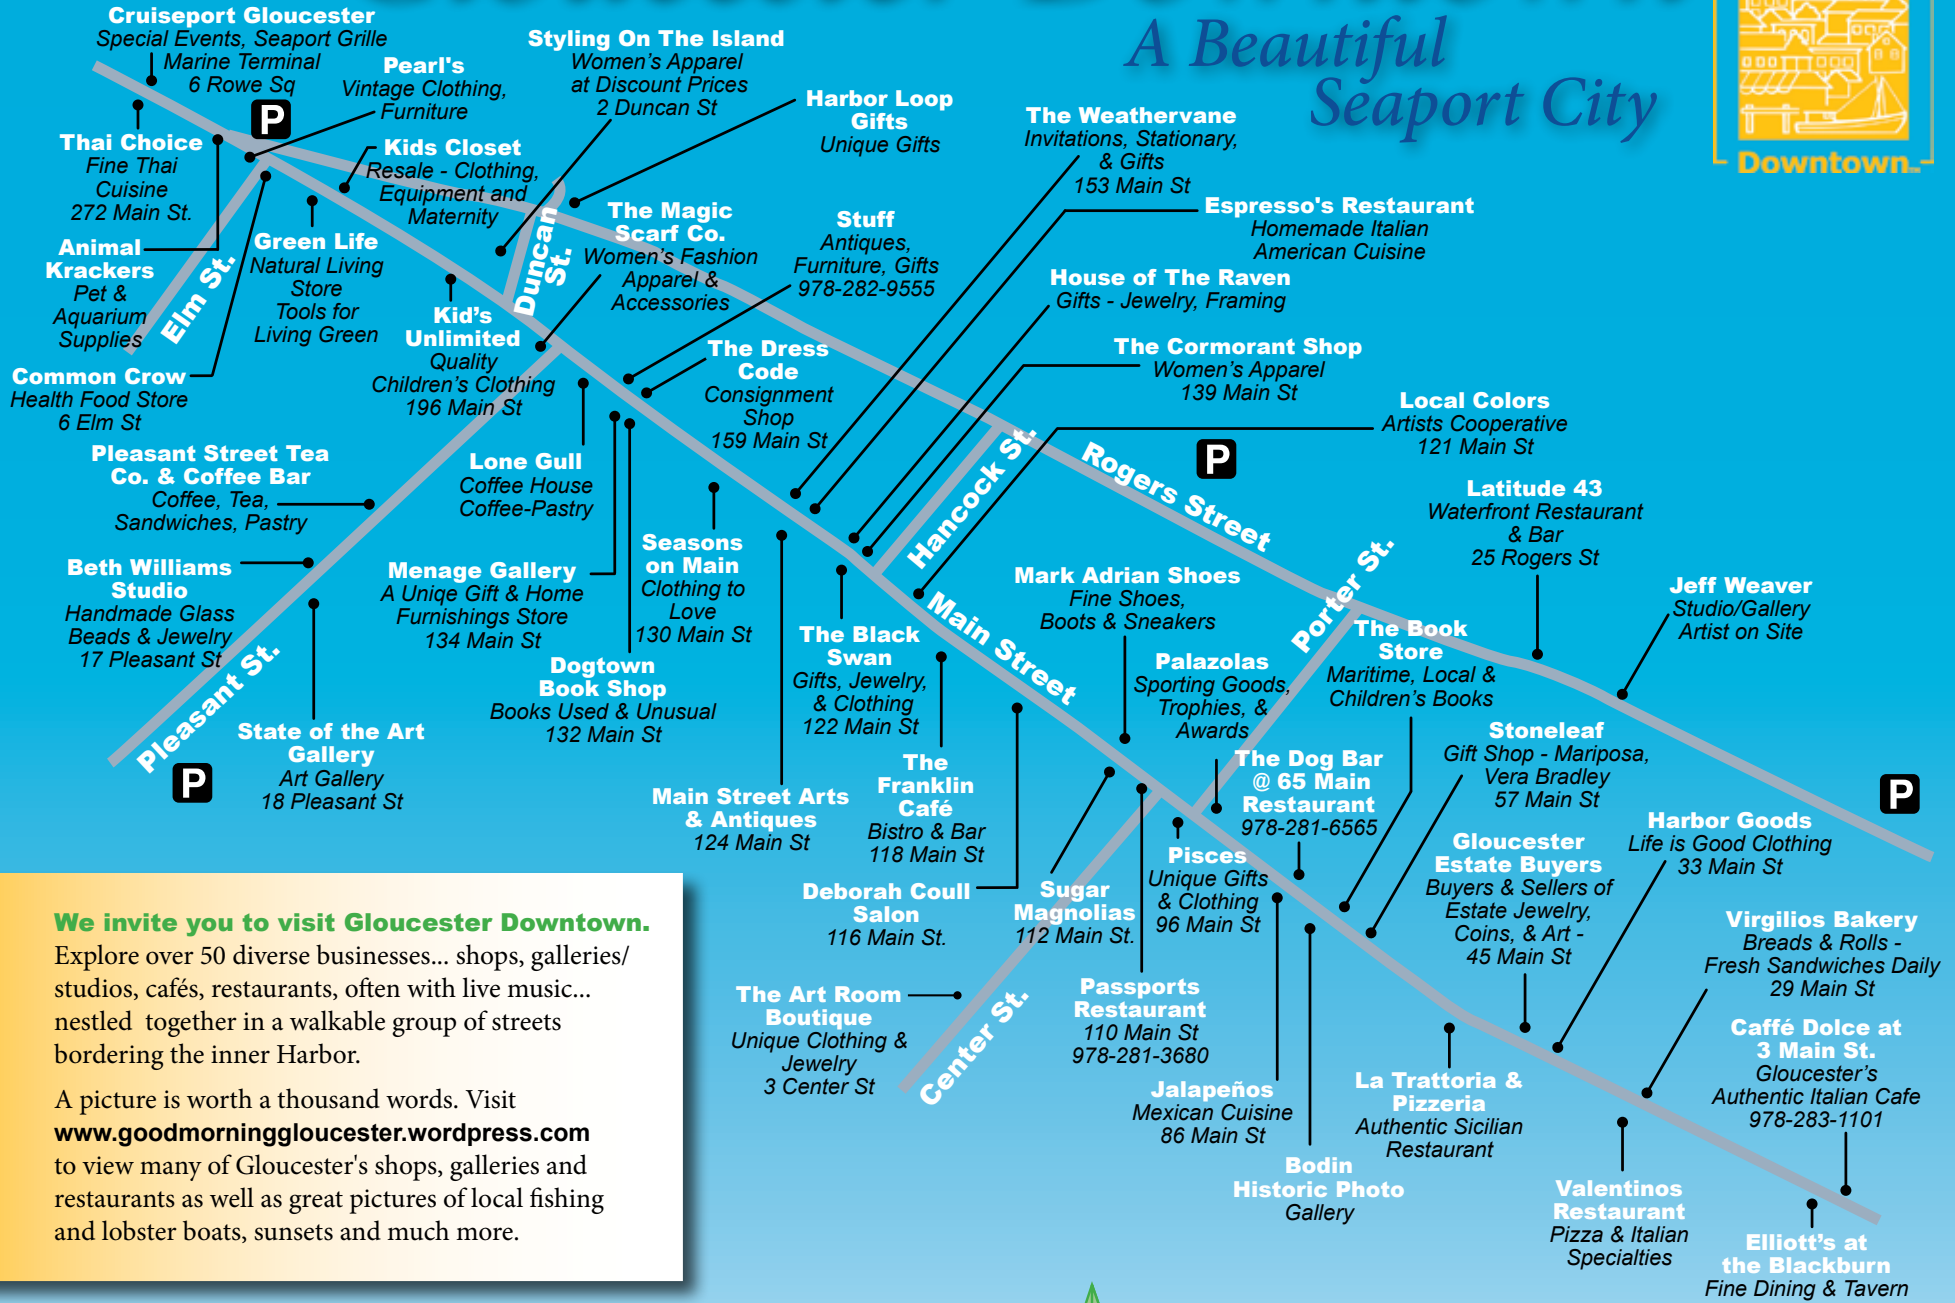 A Beautiful
Seaport City
Downtown
Cruiseport Gloucester
Special Events, Seaport Grille
Marine Terminal
6 Rowe Sq
P
Thai Choice
Fine Thai
Cuisine
272 Main St.
Pearl's
Vintage Clothing,
Furniture
Styling On The Island
Women's Apparel
at Discount Prices
2 Duncan St
Kids Closet
Resale - Clothing,
Equipment and
Maternity
Harbor Loop
Gifts
Unique Gifts
The Weathervane
Invitations, Stationary,
& Gifts
153 Main St
Animal
Krackers
Pet &
Aquarium
Supplies
Elm St.
Green Life
Natural Living
Store
Tools for
Living Green
Duncan
St.
The Magic
Scarf Co.
Women's Fashion
Apparel &
Accessories
Stuff
Antiques,
Furniture, Gifts
978-282-9555
Espresso's Restaurant
Homemade Italian
American Cuisine
House of The Raven
Gifts - Jewelry, Framing
Common Crow
Health Food Store
6 Elm St
Kid's
Unlimited
Quality
Children's Clothing
196 Main St
The Dress
Code
Consignment
Shop
159 Main St
The Cormorant Shop
Women's Apparel
139 Main St
Local Colors
Artists Cooperative
121 Main St
Pleasant Street Tea
Co. & Coffee Bar
Coffee, Tea,
Sandwiches, Pastry
Lone Gull
Coffee House
Coffee-Pastry
Hancock St.
Rogers Street
P
Latitude 43
Waterfront Restaurant
& Bar
25 Rogers St
Beth Williams
Studio
Handmade Glass
Beads & Jewelry
17 Pleasant St
Menage Gallery
A Uniqe Gift & Home
Furnishings Store
134 Main St
Seasons
on Main
Clothing to
Love
130 Main St
Main Street
Mark Adrian Shoes
Fine Shoes,
Boots & Sneakers
Porter St.
Jeff Weaver
Studio/Gallery
Artist on Site
Pleasant St.
P
State of the Art
Gallery
Art Gallery
18 Pleasant St
Dogtown
Book Shop
Books Used & Unusual
132 Main St
The Black
Swan
Gifts, Jewelry,
& Clothing
122 Main St
Palazolas
Sporting Goods,
Trophies, &
Awards
The Book
Store
Maritime, Local &
Children's Books
Stoneleaf
Gift Shop - Mariposa,
Vera Bradley
57 Main St
Main Street Arts
& Antiques
124 Main St
The
Franklin
Café
Bistro & Bar
118 Main St
The Dog Bar
@ 65 Main
Restaurant
978-281-6565
P
Harbor Goods
Life is Good Clothing
33 Main St
Deborah Coull
Salon
116 Main St.
Sugar
Magnolias
112 Main St.
Pisces
Unique Gifts
& Clothing
96 Main St
Gloucester
Estate Buyers
Buyers & Sellers of
Estate Jewelry,
Coins, & Art -
45 Main St
Virgilios Bakery
Breads & Rolls -
Fresh Sandwiches Daily
29 Main St
The Art Room
Boutique
Unique Clothing &
Jewelry
3 Center St
Center St.
Passports
Restaurant
110 Main St
978-281-3680
Jalapeños
Mexican Cuisine
86 Main St
Bodin
Historic Photo
Gallery
La Trattoria &
Pizzeria
Authentic Sicilian
Restaurant
Caffé Dolce at
3 Main St.
Gloucester's
Authentic Italian Cafe
978-283-1101
Valentinos
Restaurant
Pizza & Italian
Specialties
Elliott's at
the Blackburn
Fine Dining & Tavern
We invite you to visit Gloucester Downtown.
Explore over 50 diverse businesses... shops, galleries/
studios, cafés, restaurants, often with live music...
nestled together in a walkable group of streets
bordering the inner Harbor.
A picture is worth a thousand words. Visit
www.goodmorninggloucester.wordpress.com
to view many of Gloucester's shops, galleries and
restaurants as well as great pictures of local fishing
and lobster boats, sunsets and much more.